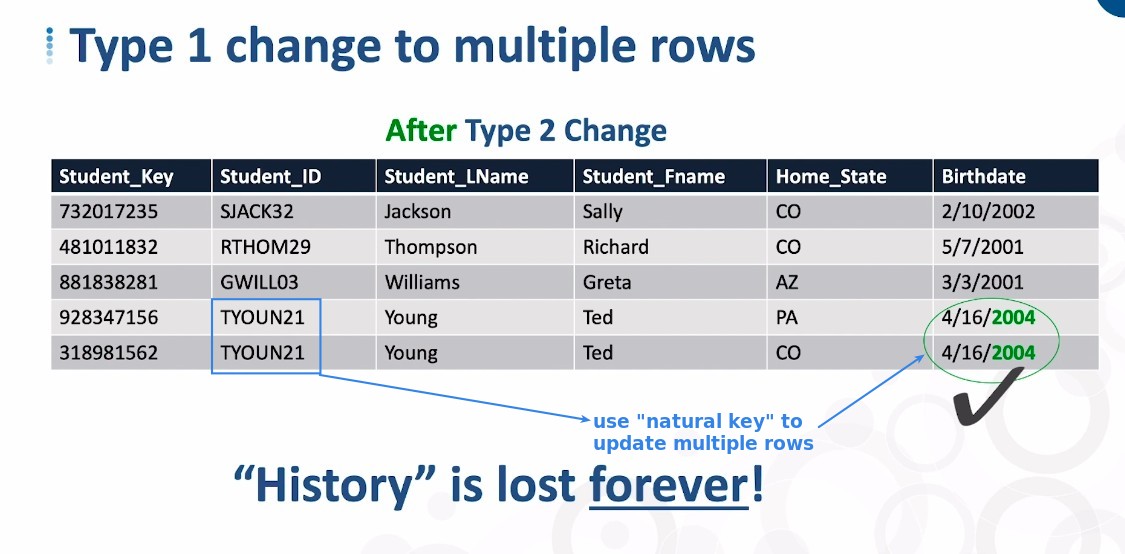 Type 1 change to multiple rows
After Type 2 Change
Student_Key Student_ID Student_LName Student_Fname Home_State Birthdate
732017235 SJACK32 Jackson Sally CO 2/10/2002
481011832 RTHOM29 Thompson Richard CO 5/7/2001
881838281 GWILL03 Williams Greta AZ 3/3/2001
928347156 TYOUN21 Young Ted PA 4/16/2004
318981562 TYOUN21 Young Ted CO 4/16/2004
use "natural key" to
update multiple rows
“History” is lost forever!